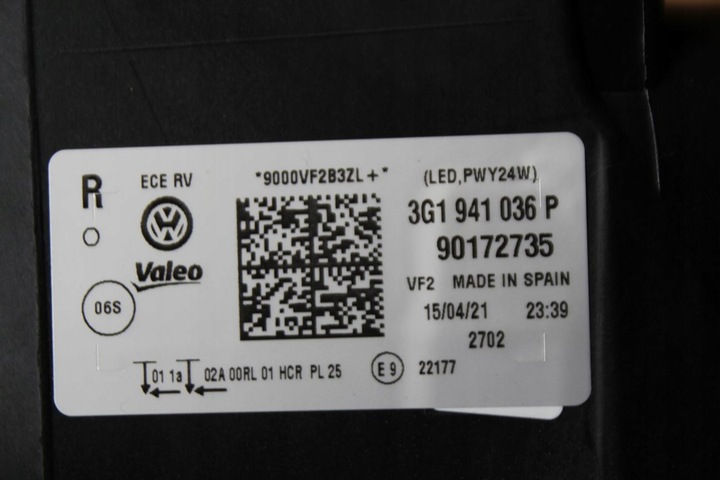 R ECE RV *9000VF2B3ZL+* (LED,PWY24W)
3G1 941 036 P
Valeo 90172735
VF2 MADE IN SPAIN
06S 15/04/21 23:39
2702
01 1a 02A 00RL 01 HCR PL 25 E9 22177